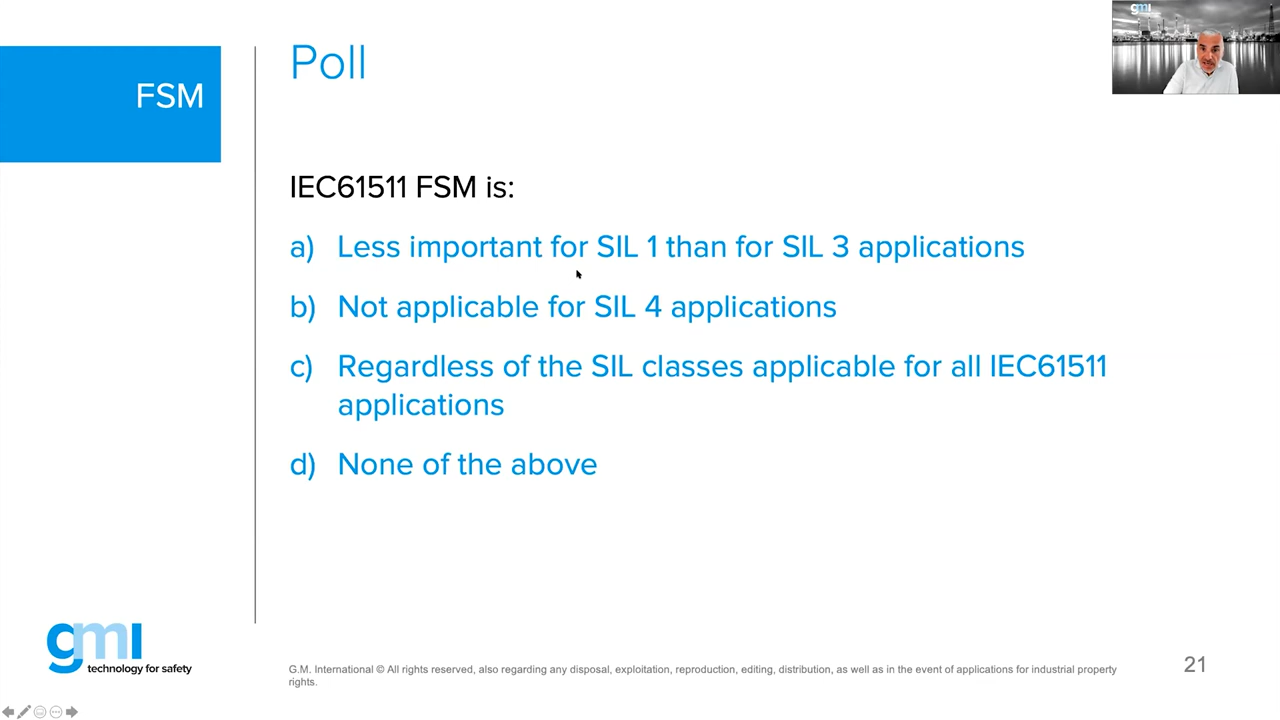 gmi
FSM
Poll
IEC61511 FSM is:
a) Less important for SIL 1 than for SIL 3 applications
b) Not applicable for SIL 4 applications
c) Regardless of the SIL classes applicable for all IEC61511
applications
d) None of the above
gmI
technology for safety
G.M. International © All rights reserved, also regarding any disposal, exploitation, reproduction, editing, distribution, as well as in the event of applications for industrial property
rights.
21